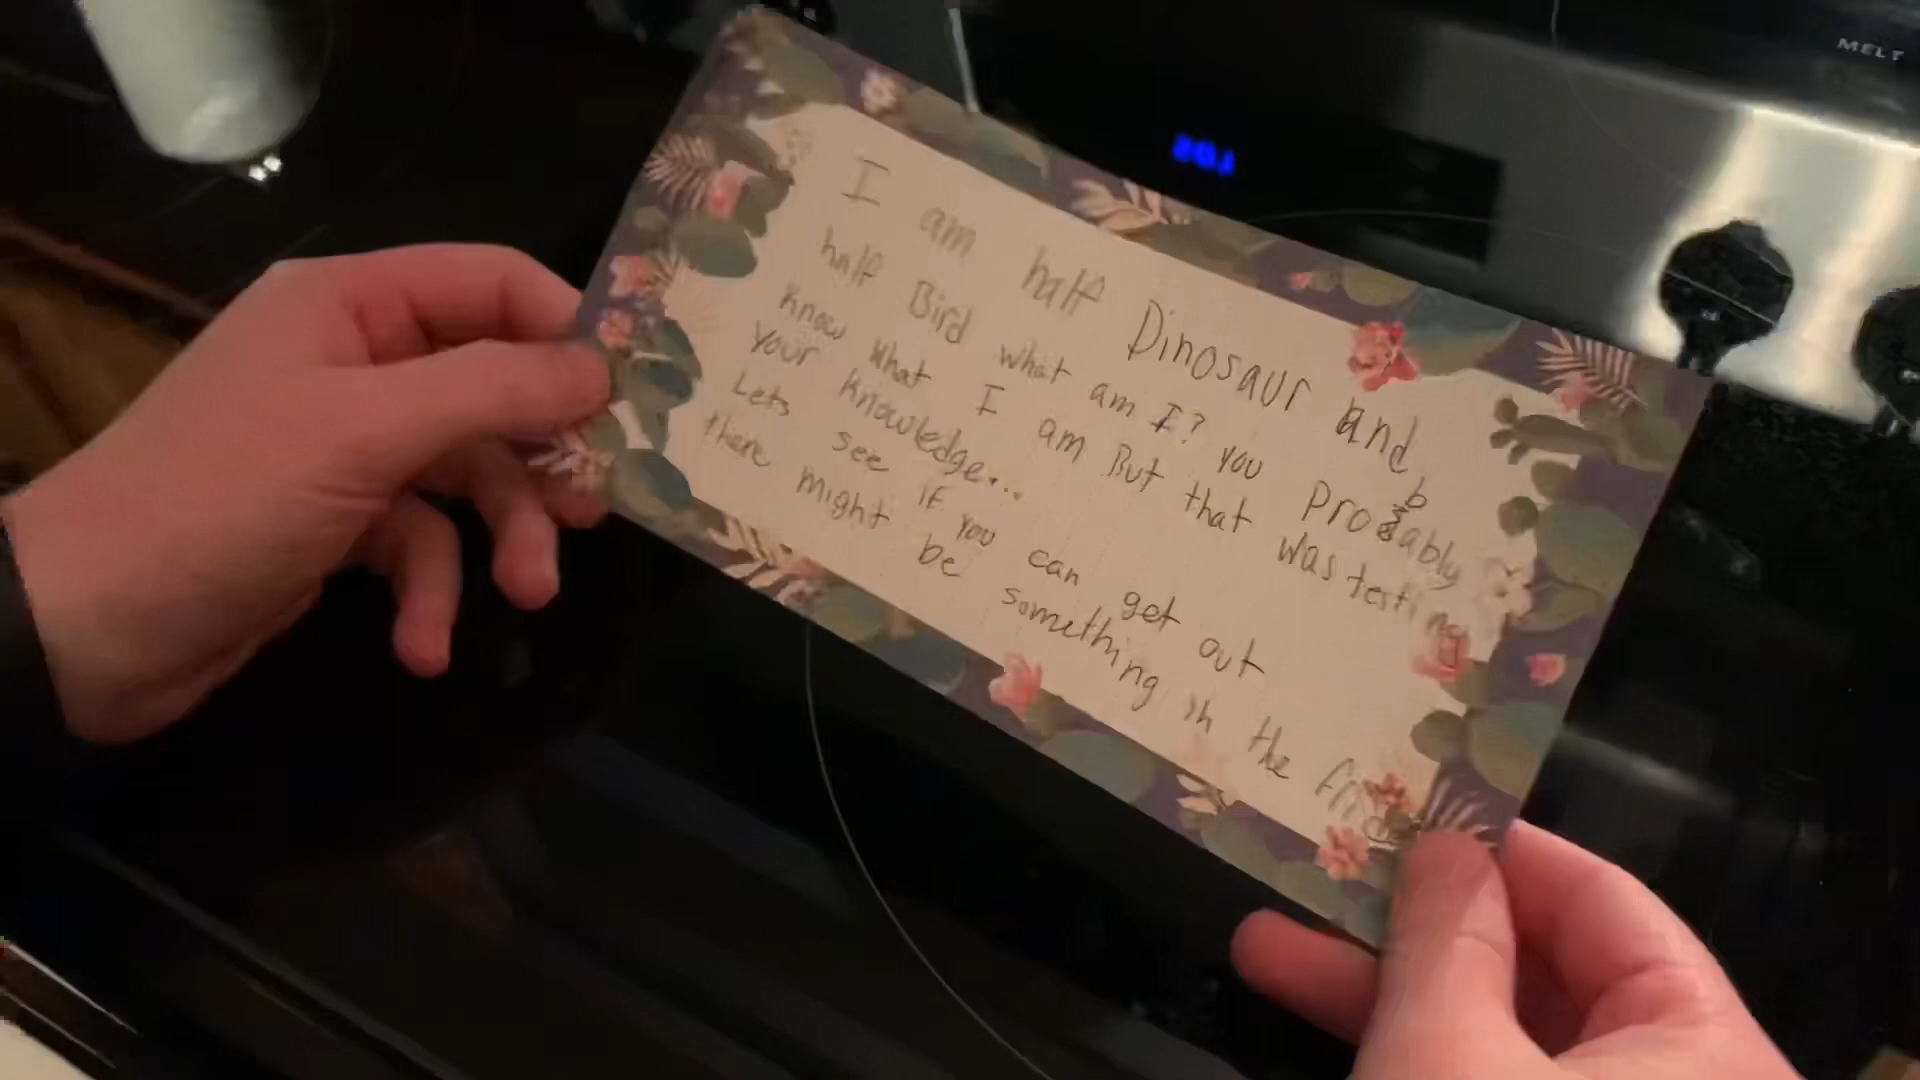 MELT
I am half Dinosaur and
half Bird what am I? you Probably
know what I am But that was testing
your knowledge...
Lets see if you can get out
there might be something in the